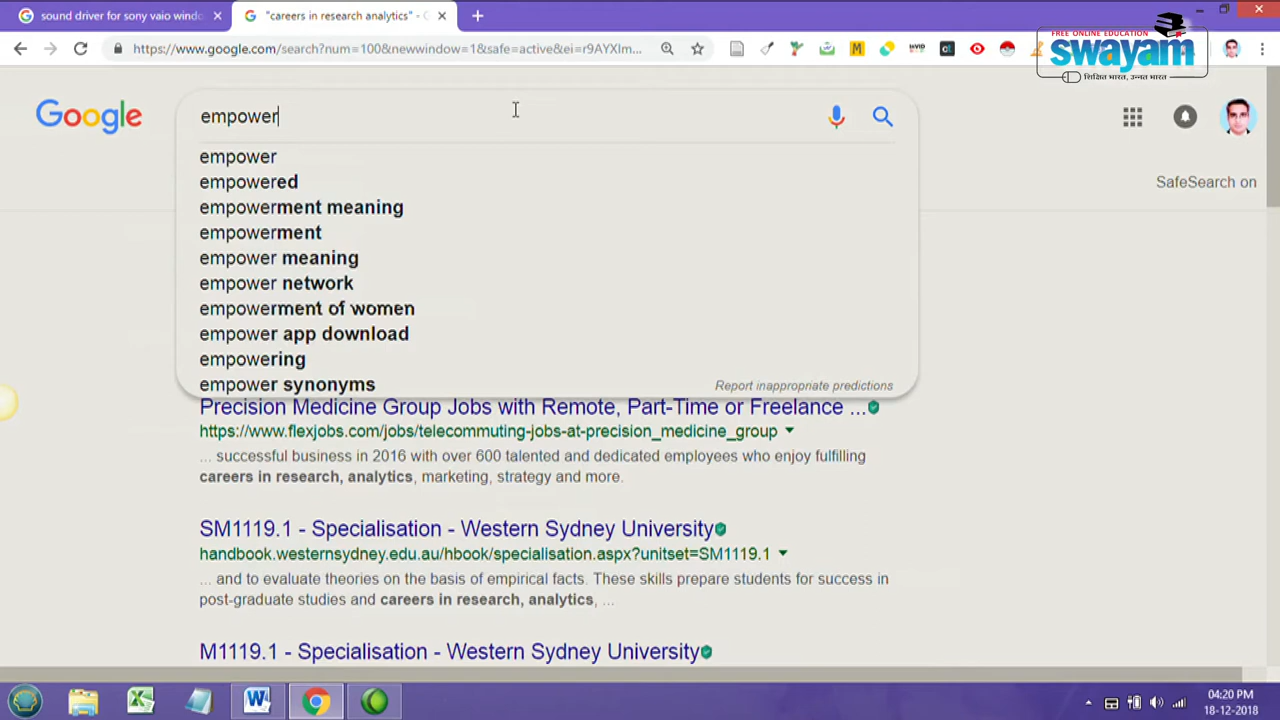 sound driver for sony vaio windo
"careers in research analytics" - G
https://www.google.com/search?num=100&newwindow=1&safe=active&ei=r9AYXIm...
FREE ONLINE EDUCATION
swayam
शिक्षित भारत, उन्नत भारत
Google
empower
SafeSearch on
empower
empowered
empowerment meaning
empowerment
empower meaning
empower network
empowerment of women
empower app download
empowering
empower synonyms
Report inappropriate predictions
Precision Medicine Group Jobs with Remote, Part-Time or Freelance ...
https://www.flexjobs.com/jobs/telecommuting-jobs-at-precision_medicine_group
... successful business in 2016 with over 600 talented and dedicated employees who enjoy fulfilling
careers in research, analytics, marketing, strategy and more.
SM1119.1 - Specialisation - Western Sydney University
handbook.westernsydney.edu.au/hbook/specialisation.aspx?unitset=SM1119.1
... and to evaluate theories on the basis of empirical facts. These skills prepare students for success in
post-graduate studies and careers in research, analytics, ...
M1119.1 - Specialisation - Western Sydney University
04:20 PM
18-12-2018